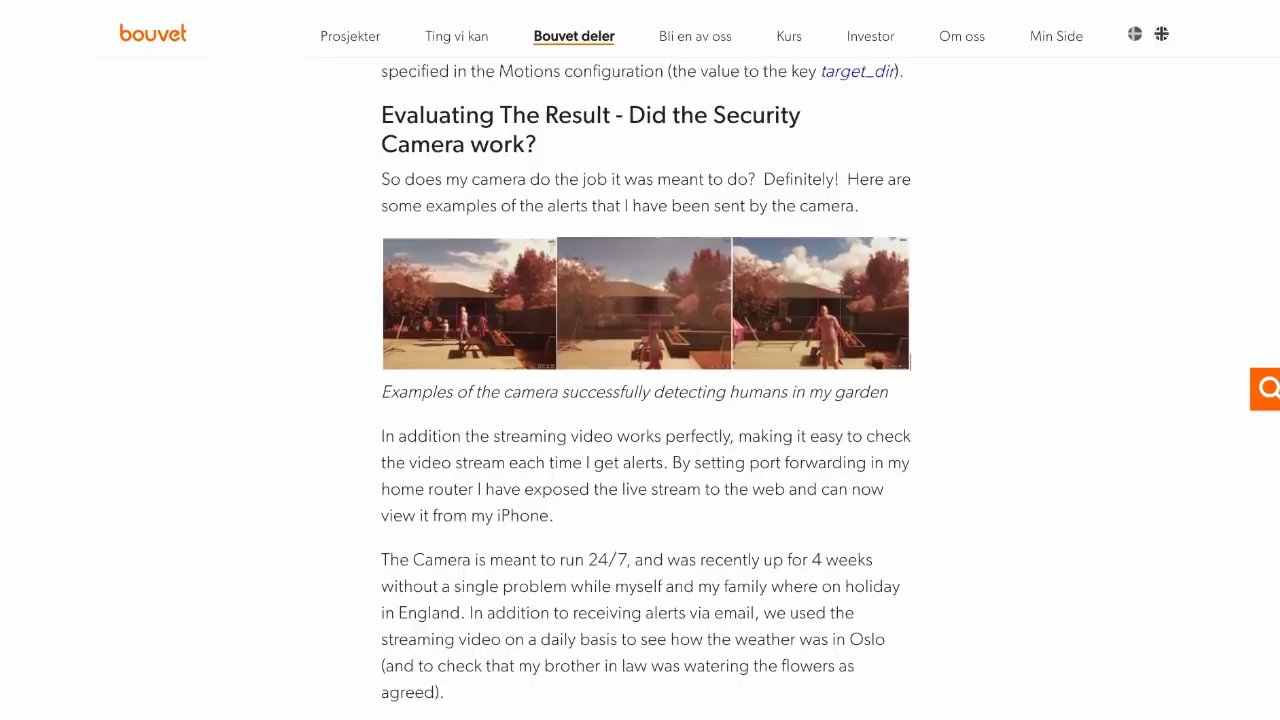 bouvet
Prosjekter Ting vi kan Bouvet deler Bli en av oss Kurs Investor Om oss Min Side
specified in the Motions configuration (the value to the key target_dir).
Evaluating The Result - Did the Security
Camera work?
So does my camera do the job it was meant to do? Definitely! Here are
some examples of the alerts that I have been sent by the camera.
Examples of the camera successfully detecting humans in my garden
In addition the streaming video works perfectly, making it easy to check
the video stream each time I get alerts. By setting port forwarding in my
home router I have exposed the live stream to the web and can now
view it from my iPhone.
The Camera is meant to run 24/7, and was recently up for 4 weeks
without a single problem while myself and my family where on holiday
in England. In addition to receiving alerts via email, we used the
streaming video on a daily basis to see how the weather was in Oslo
(and to check that my brother in law was watering the flowers as
agreed).